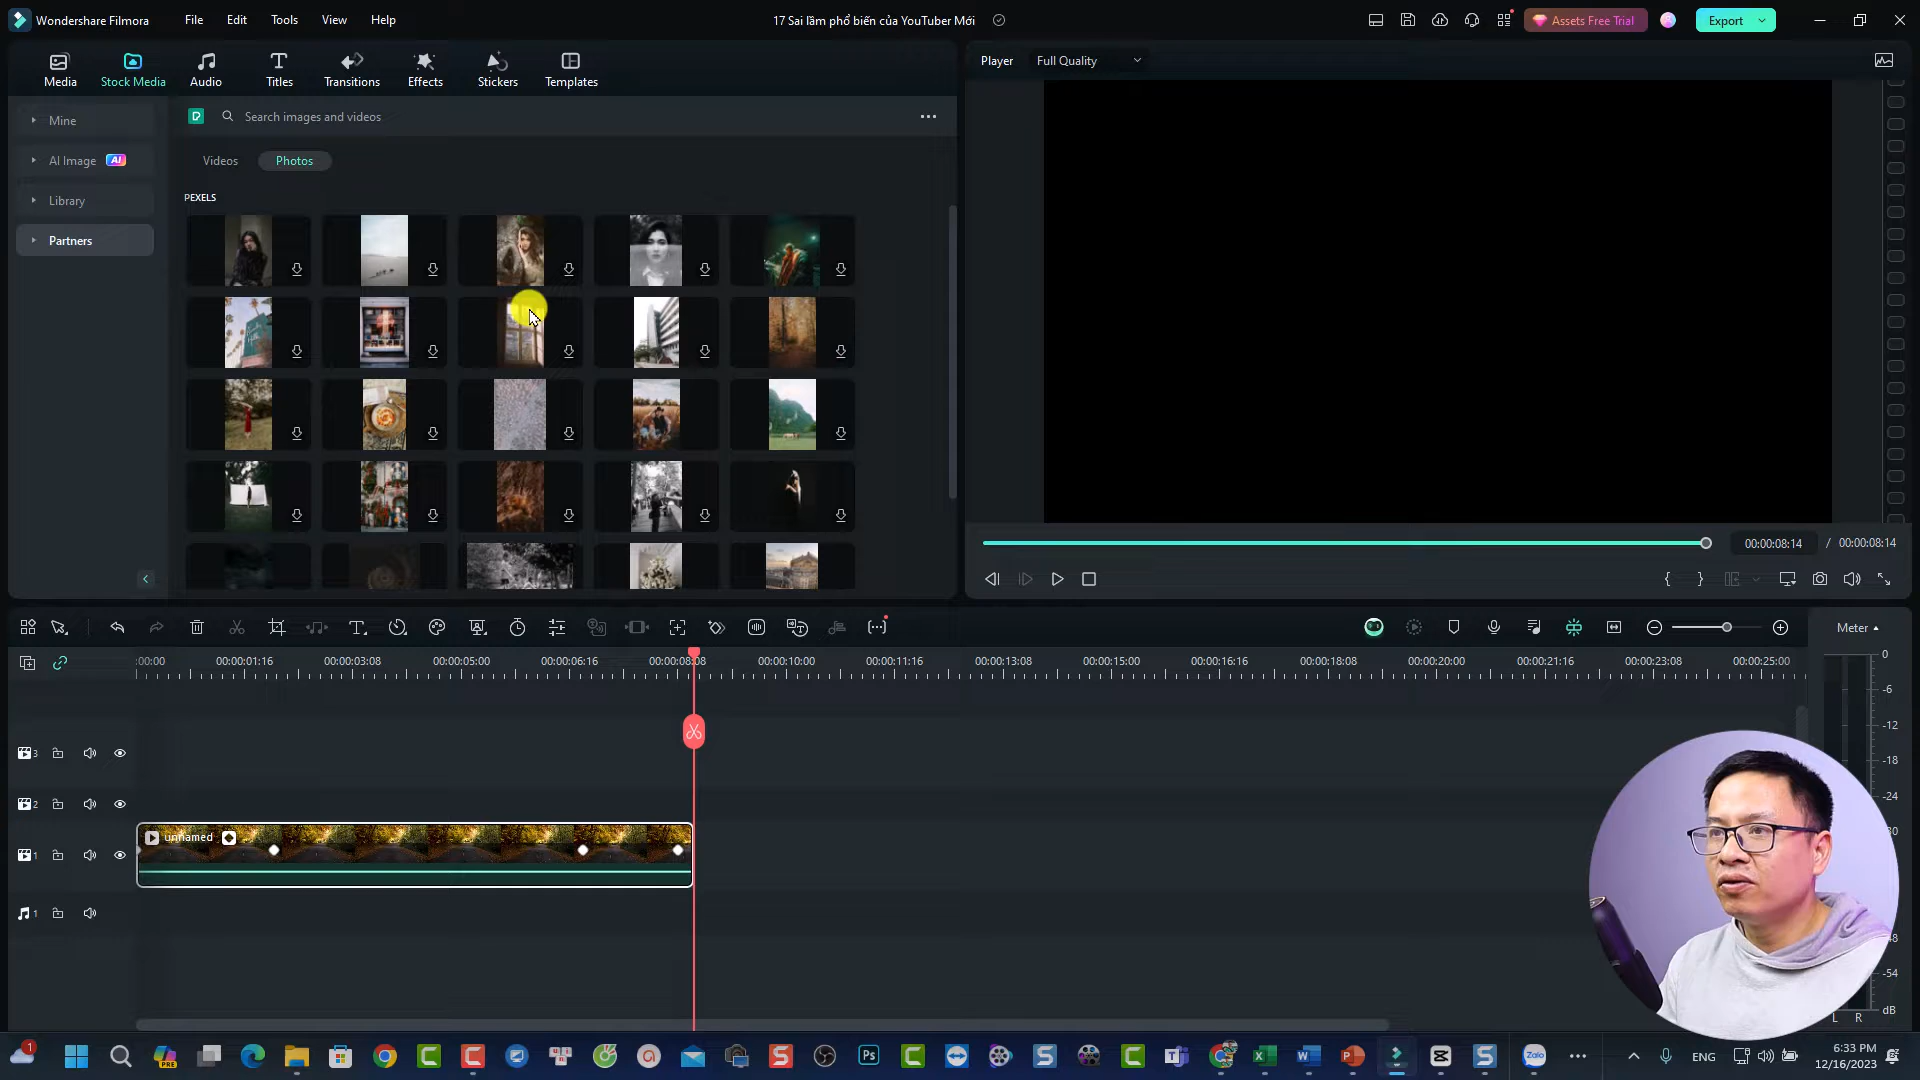 Wondershare Filmora
File
Edit
Tools
View
Help
17 Sai lầm phổ biến của YouTuber Mới
Assets Free Trial
Export
Media
Stock Media
Audio
Titles
Transitions
Effects
Stickers
Templates
Player
Full Quality
Mine
AI Image AI
Library
Partners
Search images and videos
Videos
Photos
PEXELS
00:00:08:14 / 00:00:08:14
Meter
:00:00
00:00:01:16
00:00:03:08
00:00:05:00
00:00:06:16
00:00:08:08
00:00:10:00
00:00:11:16
00:00:13:08
00:00:15:00
00:00:16:16
00:00:18:08
00:00:20:00
00:00:21:16
00:00:23:08
00:00:25:00
0
-6
-12
-18
-24
30
48
-54
dB
L R
3
2
1
unnamed
1
1
PRE
Ps
Zalo
ENG
6:33 PM
12/16/2023